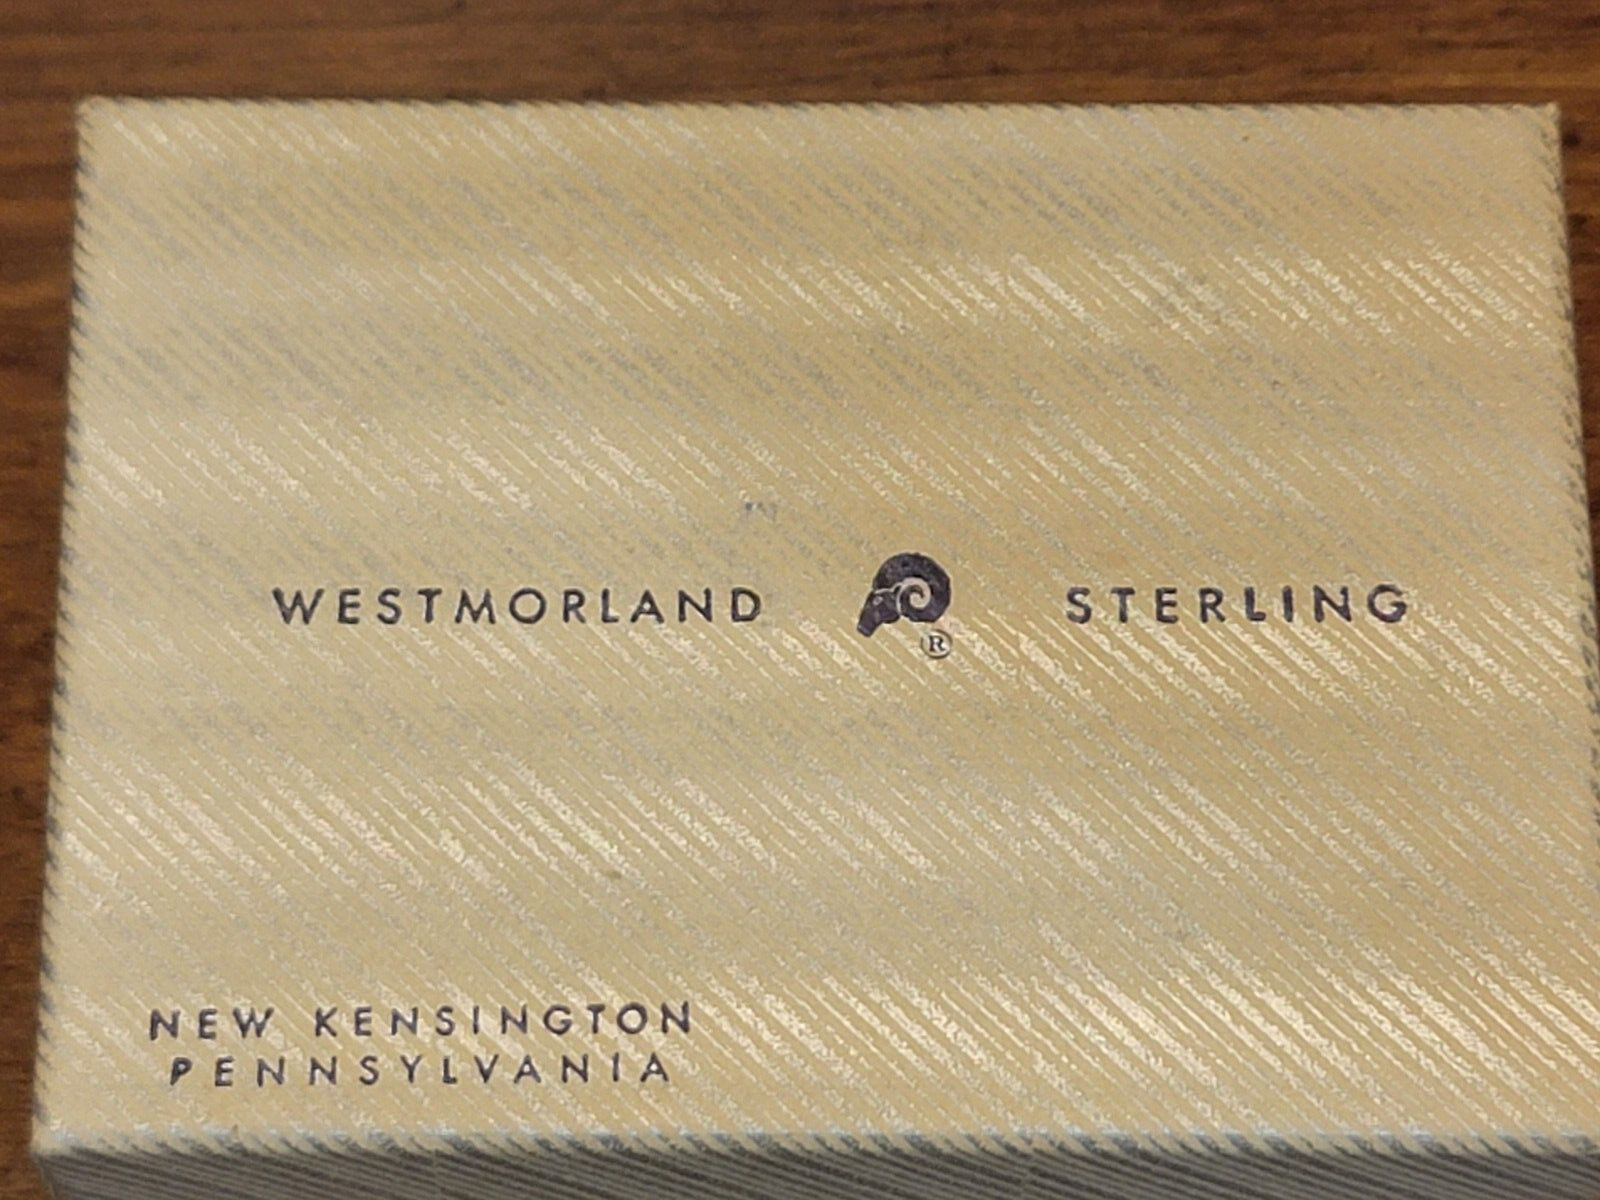 WESTMORLAND STERLING
®
NEW KENSINGTON
PENNSYLVANIA